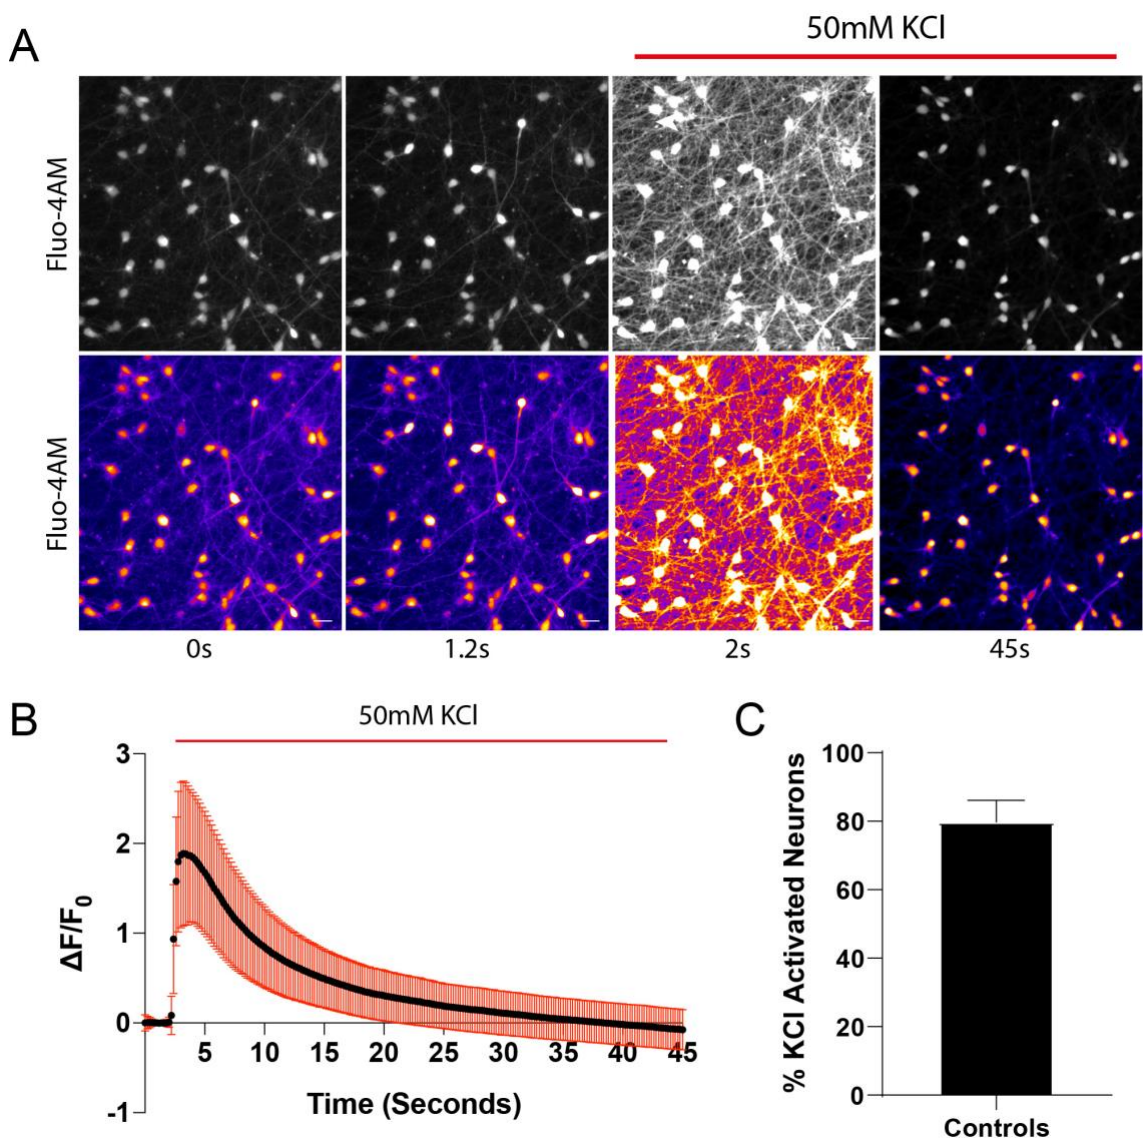 A
50mM KCl
Fluo-4AM
Fluo-4AM
0s
1.2s
2s
45s
B
50mM KCl
3
2
1
0
-1
ΔF/F0
5
10
15
20
25
30
35
40
45
Time (Seconds)
C
100
80
60
40
20
0
% KCl Activated Neurons
Controls